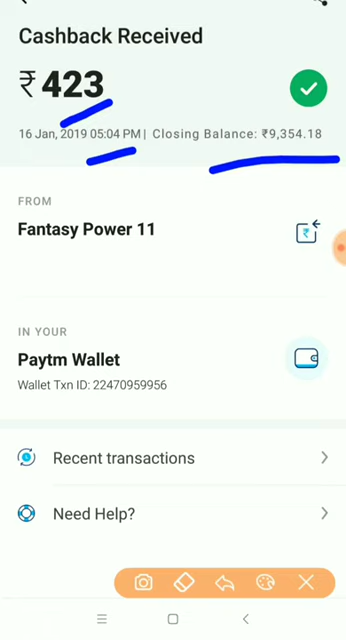 Cashback Received
₹423
16 Jan, 2019 05:04 PM| Closing Balance: ₹9,354.18
FROM
Fantasy Power 11
IN YOUR
Paytm Wallet
Wallet Txn ID: 22470959956
Recent transactions
Need Help?